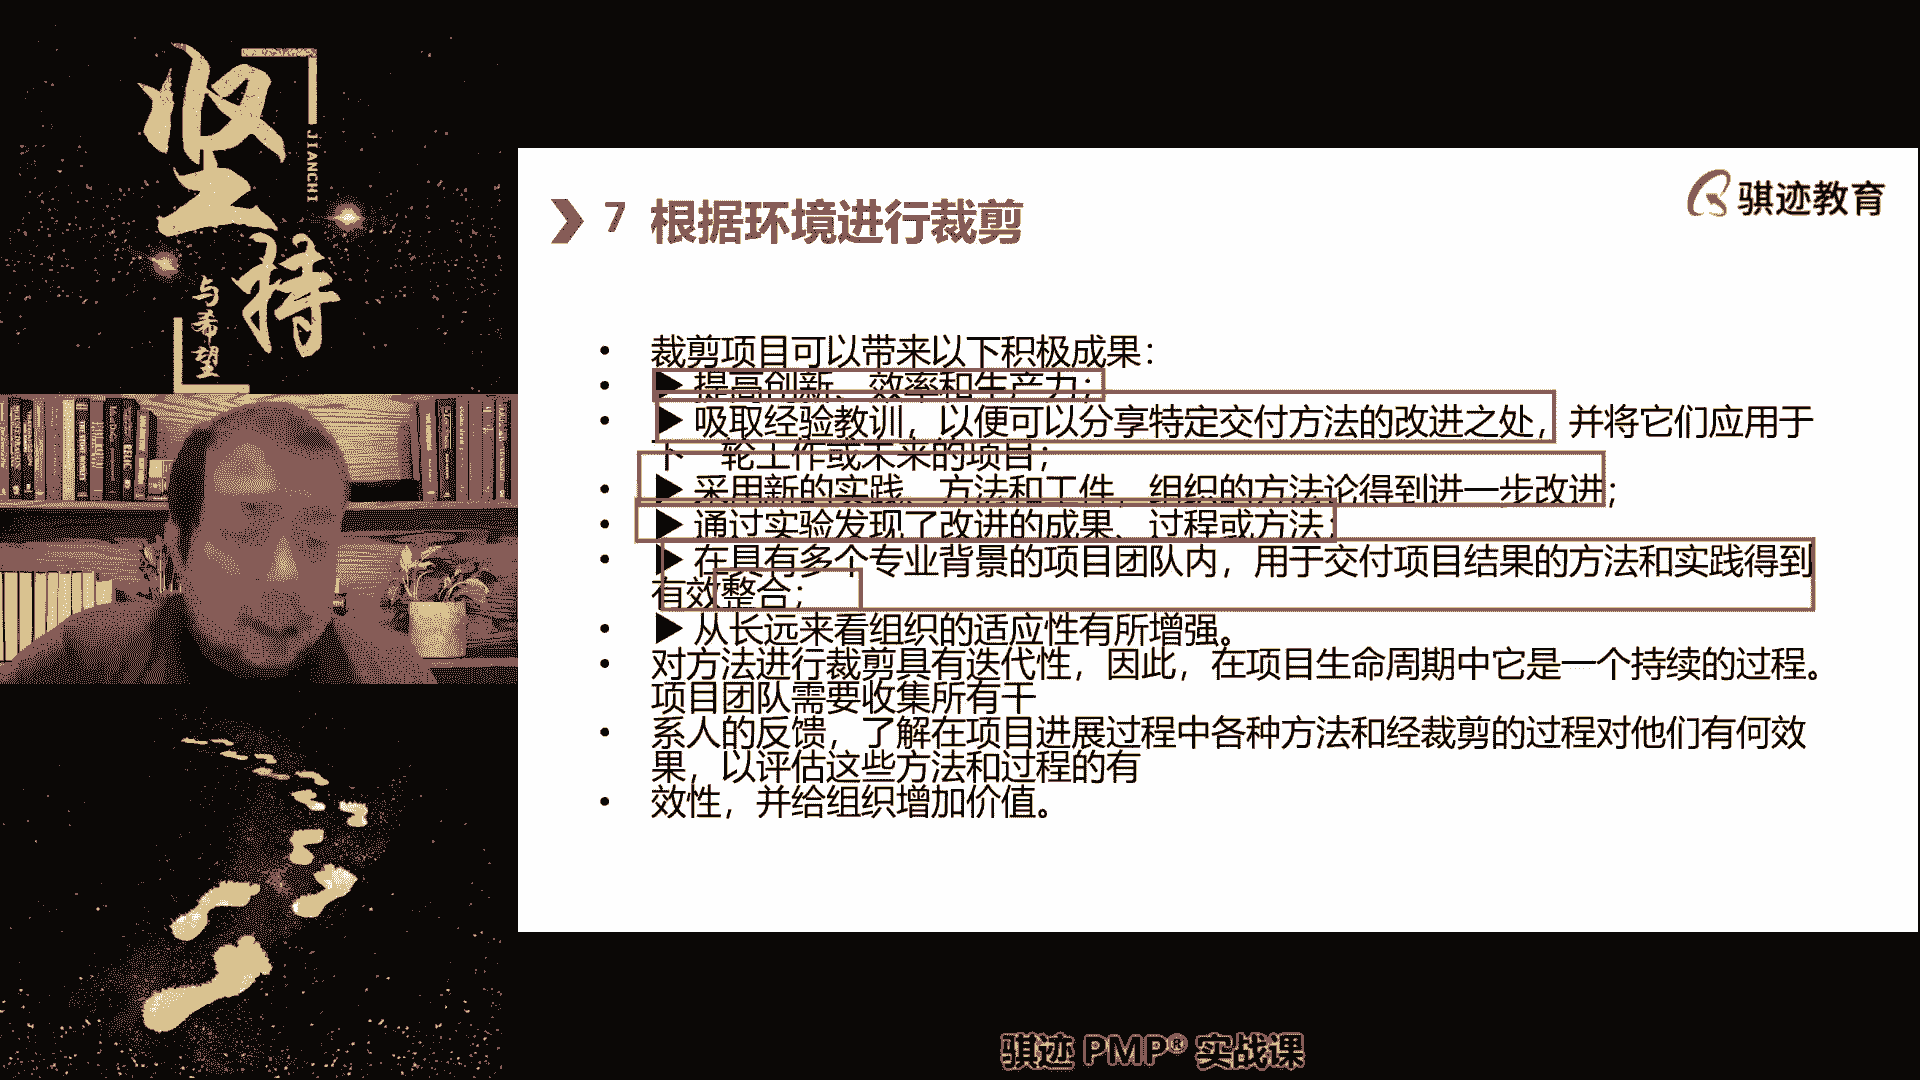 坚持
JIANCHI
与希望
骐迹教育
7 根据环境进行裁剪
• 裁剪项目可以带来以下积极成果：
• ▶ 提高创新、效率和生产力；
• ▶ 吸取经验教训，以便可以分享特定交付方法的改进之处，并将它们应用于
下一轮工作或未来的项目；
• ▶ 采用新的实践、方法和工件，组织的方法论得到进一步改进；
• ▶ 通过实验发现了改进的成果、过程或方法；
• ▶ 在具有多个专业背景的项目团队内，用于交付项目结果的方法和实践得到
有效整合；
• ▶ 从长远来看组织的适应性有所增强。
• 对方法进行裁剪具有迭代性，因此，在项目生命周期中它是一个持续的过程。
项目团队需要收集所有干
• 系人的反馈，了解在项目进展过程中各种方法和经裁剪的过程对他们有何效
果，以评估这些方法和过程的有
• 效性，并给组织增加价值。
骐迹 PMP® 实战课